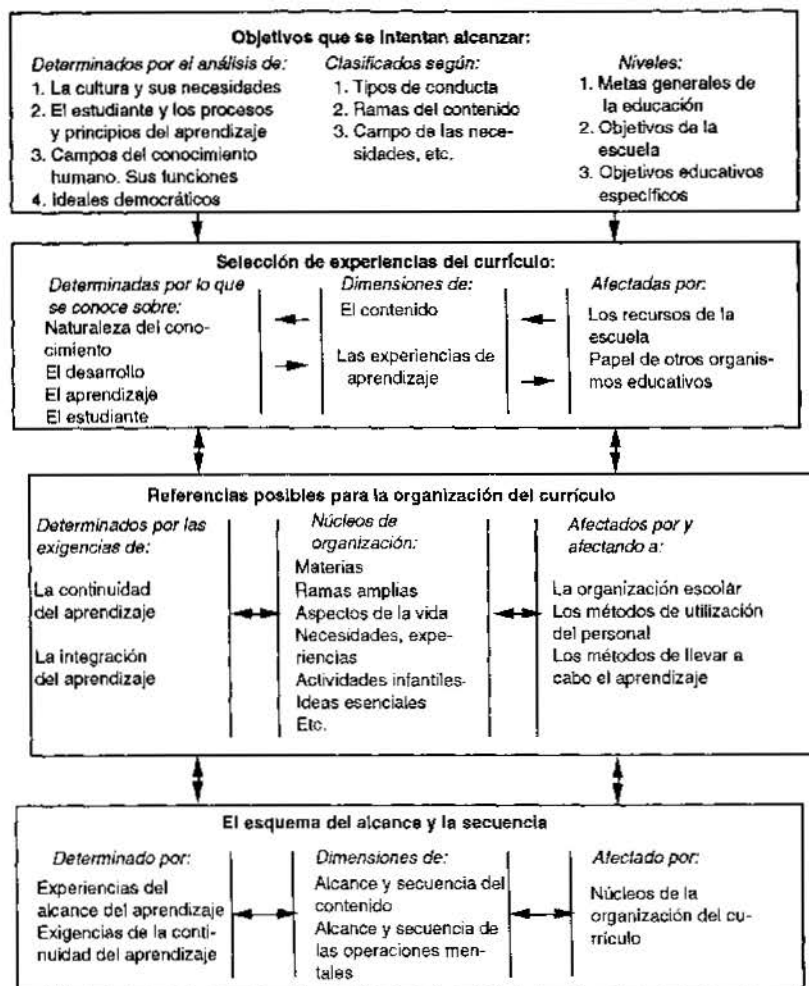 Objetivos que se intentan alcanzar:
Determinados por el análisis de:
1. La cultura y sus necesidades
2. El estudiante y los procesos
y principios del aprendizaje
3. Campos del conocimiento
humano. Sus funciones
4. Ideales democráticos
Clasificados según:
1. Tipos de conducta
2. Ramas del contenido
3. Campo de las nece-
sidades, etc.
Niveles:
1. Metas generales de
la educación
2. Objetivos de la
escuela
3. Objetivos educativos
específicos
Selección de experiencias del currículo:
Determinadas por lo que
se conoce sobre:
Naturaleza del cono-
cimiento
El desarrollo
El aprendizaje
El estudiante
Dimensiones de:
El contenido
Las experiencias de
aprendizaje
Afectadas por:
Los recursos de la
escuela
Papel de otros organis-
mos educativos
Referencias posibles para la organización del currículo
Determinados por las
exigencias de:
La continuidad
del aprendizaje
La integración
del aprendizaje
Núcleos de
organización:
Materias
Ramas amplias
Aspectos de la vida
Necesidades, expe-
riencias
Actividades infantiles
Ideas esenciales
Etc.
Afectados por y
afectando a:
La organización escolar
Los métodos de utilización
del personal
Los métodos de llevar a
cabo el aprendizaje
El esquema del alcance y la secuencia
Determinado por:
Experiencias del
alcance del aprendizaje
Exigencias de la conti-
nuidad del aprendizaje
Dimensiones de:
Alcance y secuencia del
contenido
Alcance y secuencia de
las operaciones men-
tales
Afectado por:
Núcleos de la
organización del cu-
rrículo